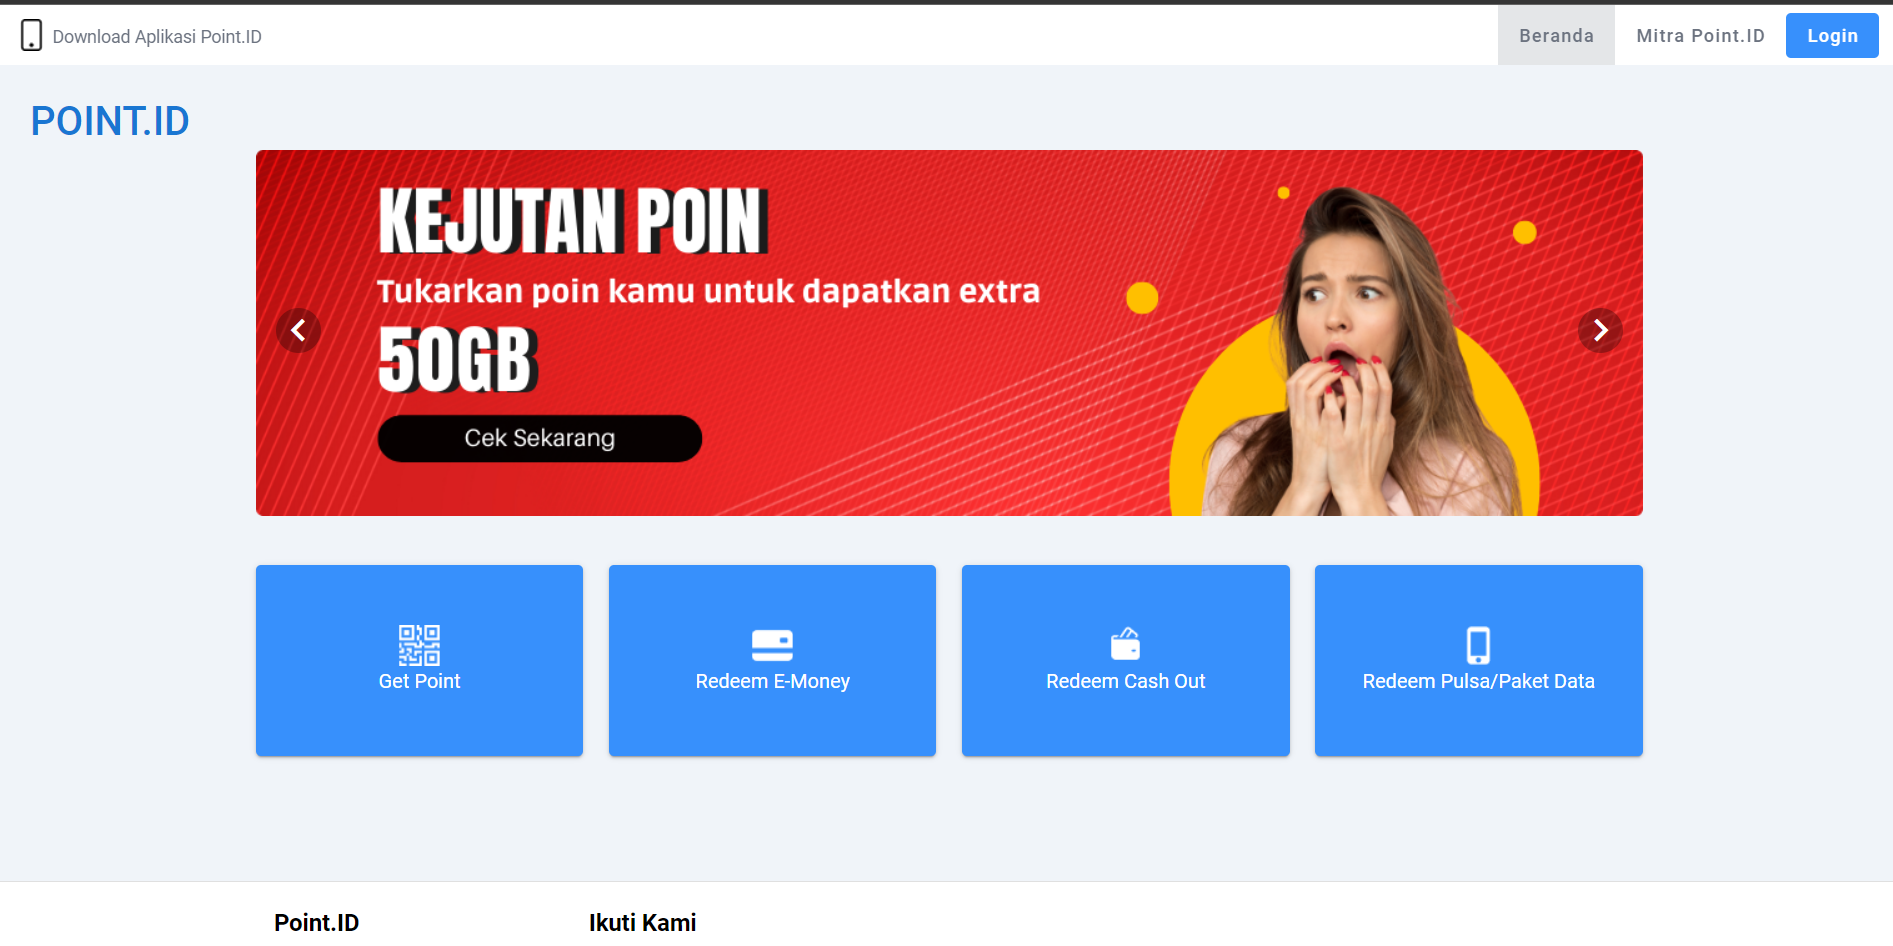 Download Aplikasi Point.ID
Beranda
Mitra Point.ID
Login
POINT.ID
KEJUTAN POIN
Tukarkan poin kamu untuk dapatkan extra
50GB
Cek Sekarang
Get Point
Redeem E-Money
Redeem Cash Out
Redeem Pulsa/Paket Data
Point.ID
Ikuti Kami